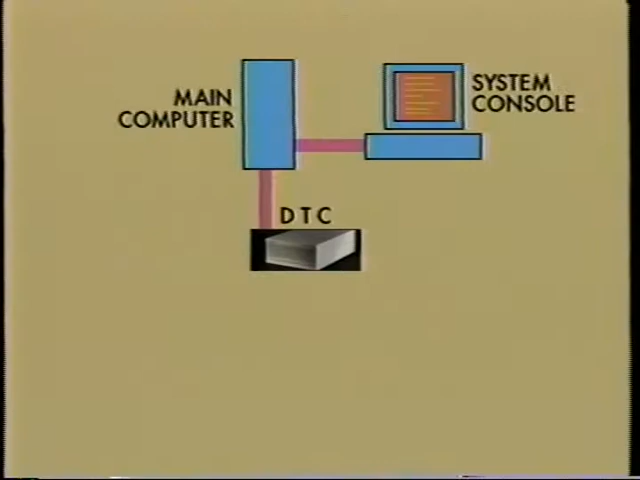 MAIN
COMPUTER
SYSTEM
CONSOLE
DTC